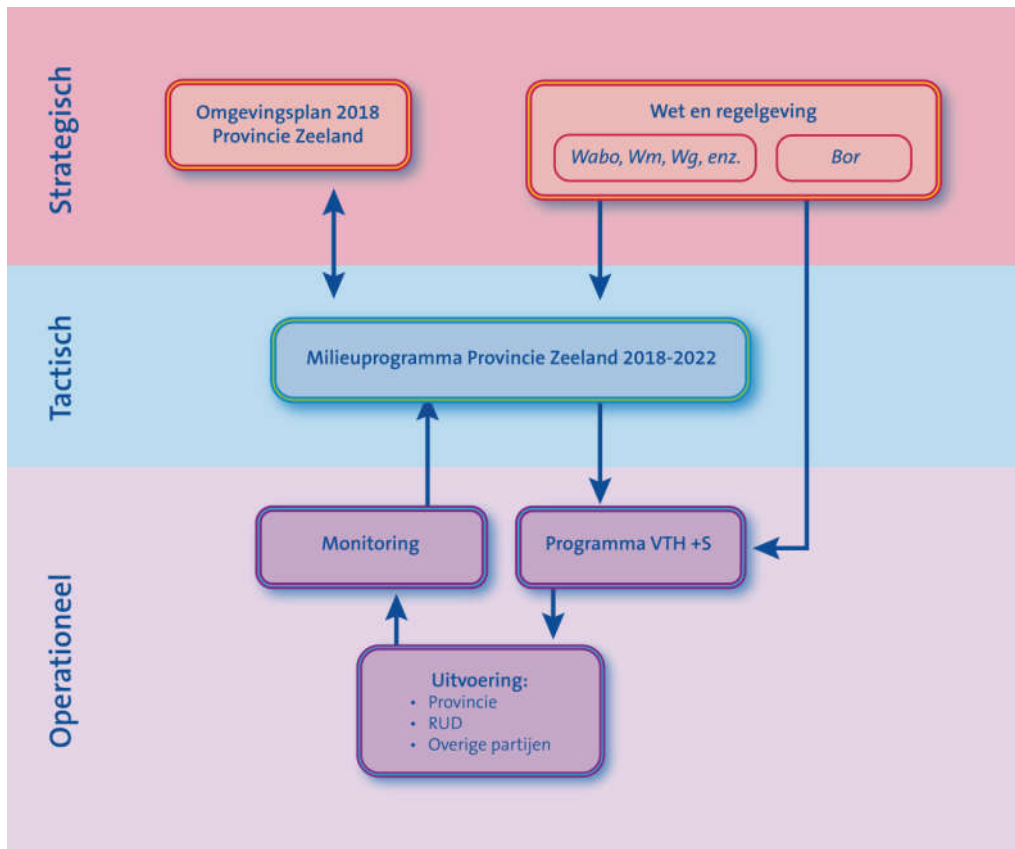 Strategisch
Omgevingsplan 2018
Provincie Zeeland
Wet en regelgeving
Wabo, Wm, Wg, enz.
Bor
Tactisch
Milieuprogramma Provincie Zeeland 2018-2022
Operationeel
Monitoring
Programma VTH +S
Uitvoering:
• Provincie
• RUD
• Overige partijen